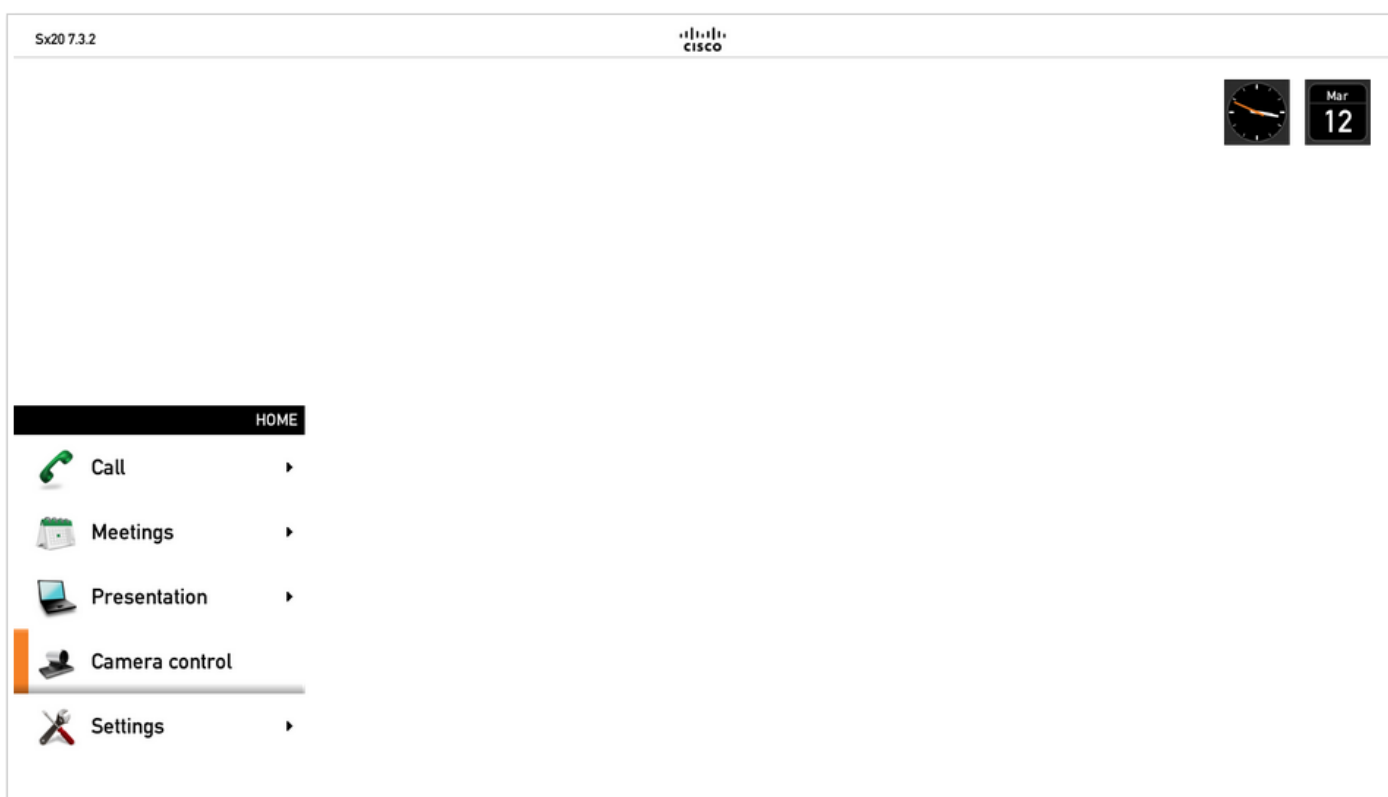 Sx20 7.3.2
CISCO
Mar
12
HOME
Call
Meetings
Presentation
Camera control
Settings